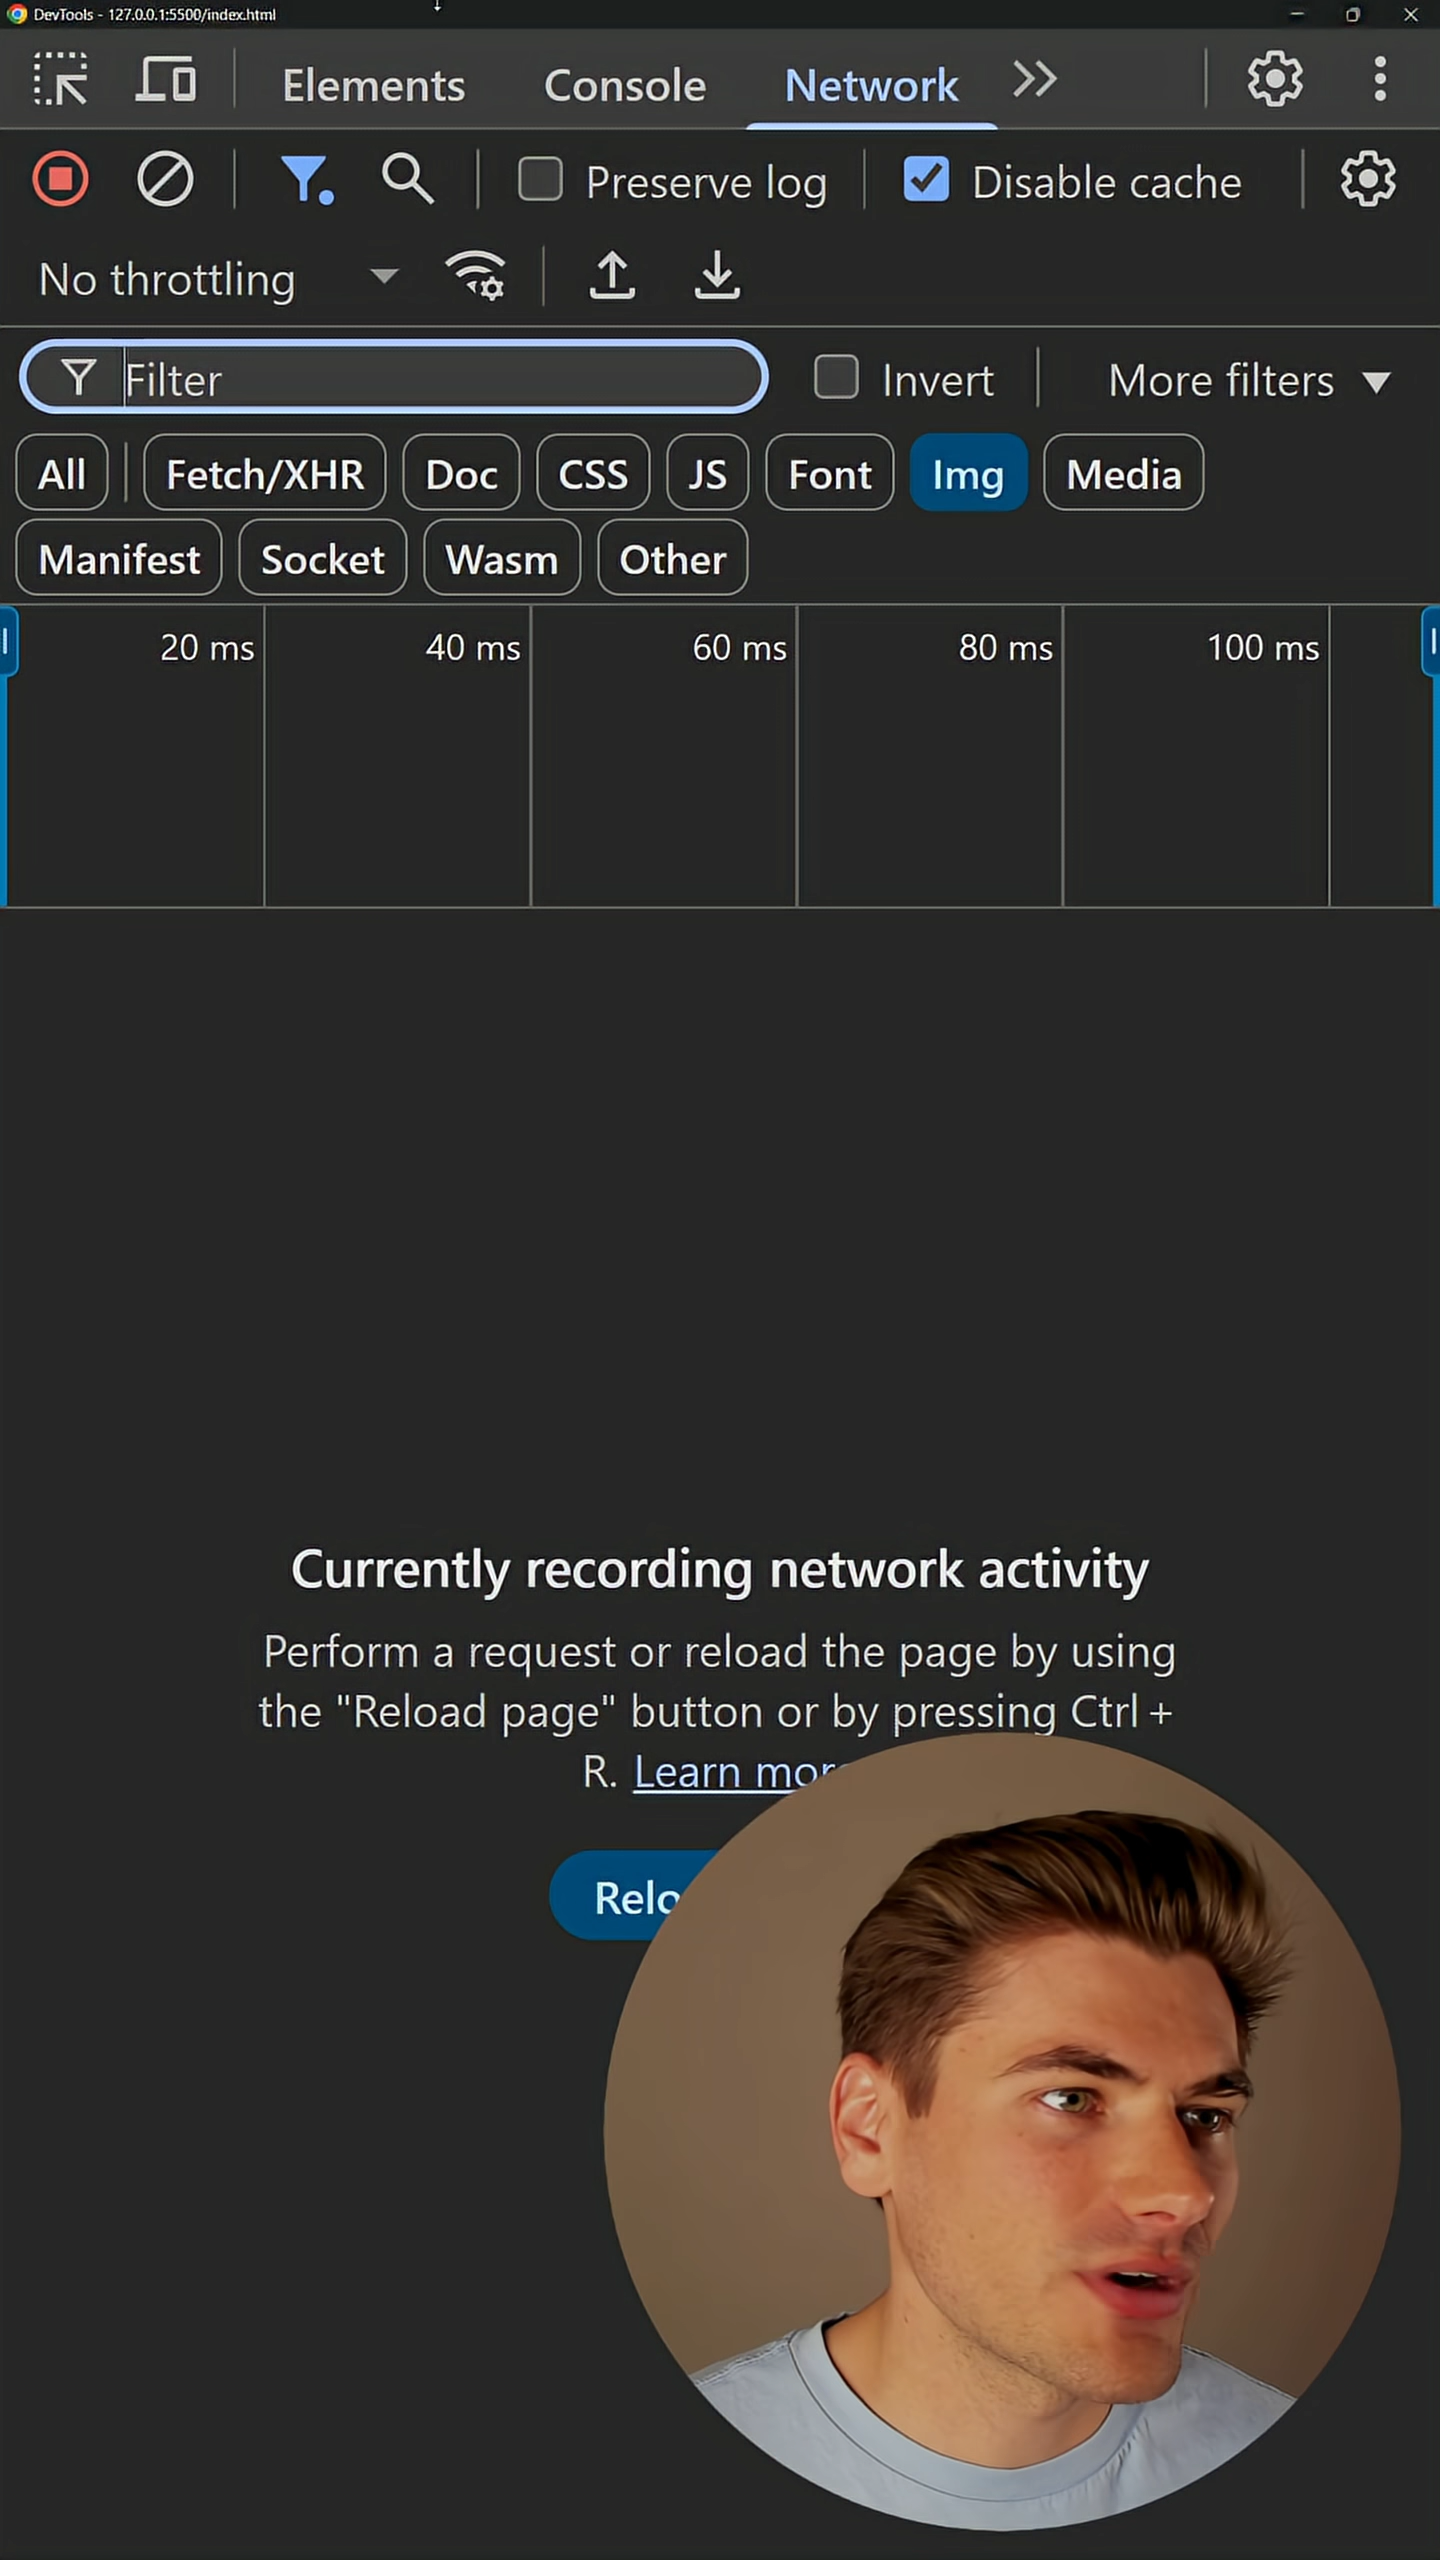 DevTools - 127.0.0.1:5500/index.html
Elements Console Network
Preserve log Disable cache
No throttling
Filter Invert More filters
All Fetch/XHR Doc CSS JS Font Img Media
Manifest Socket Wasm Other
20 ms 40 ms 60 ms 80 ms 100 ms
Currently recording network activity
Perform a request or reload the page by using
the "Reload page" button or by pressing Ctrl +
R. Learn